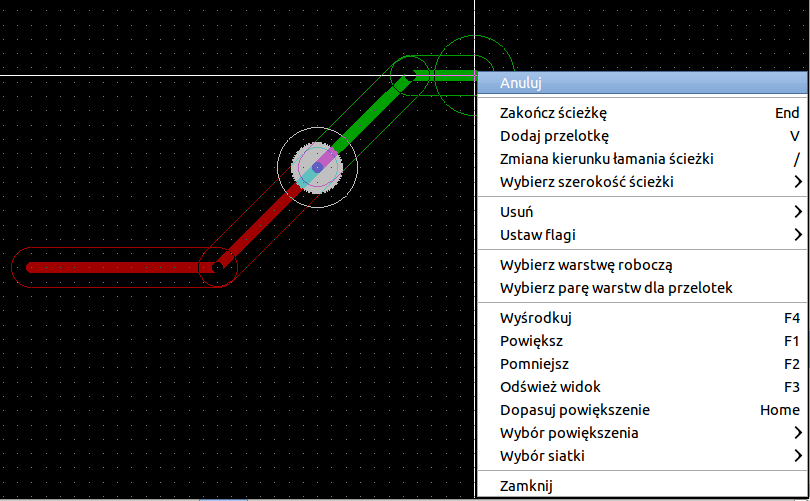 Anuluj
Zakończ ścieżkę End
Dodaj przelotkę V
Zmiana kierunku łamania ścieżki /
Wybierz szerokość ścieżki
Usuń
Ustaw flagi
Wybierz warstwę roboczą
Wybierz parę warstw dla przelotek
Wyśrodkuj F4
Powiększ F1
Pomniejsz F2
Odśwież widok F3
Dopasuj powiększenie Home
Wybór powiększenia
Wybór siatki
Zamknij